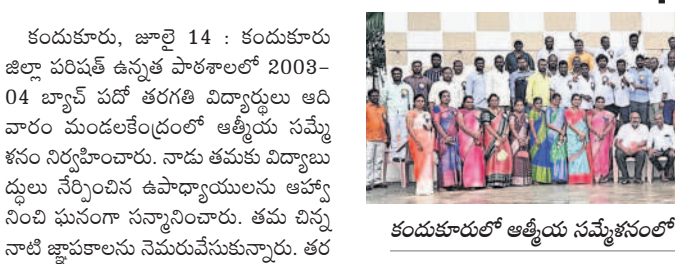 కందుకూరు, జూలై 14 : కందుకూరు
జిల్లా పరిషత్ ఉన్నత పాఠశాలలో 2003-
04 బ్యాచ్ పదో తరగతి విద్యార్థులు ఆది
వారం మండలకేంద్రంలో ఆత్మీయ సమ్మే
ళనం నిర్వహించారు. నాడు తమకు విద్యాబు
ద్ధులు నేర్పించిన ఉపాధ్యాయులను ఆహ్వా
నించి ఘనంగా సన్మానించారు. తమ చిన్న
నాటి జ్ఞాపకాలను నెమరువేసుకున్నారు. తర
కందుకూరులో ఆత్మీయ సమ్మేళనంలో